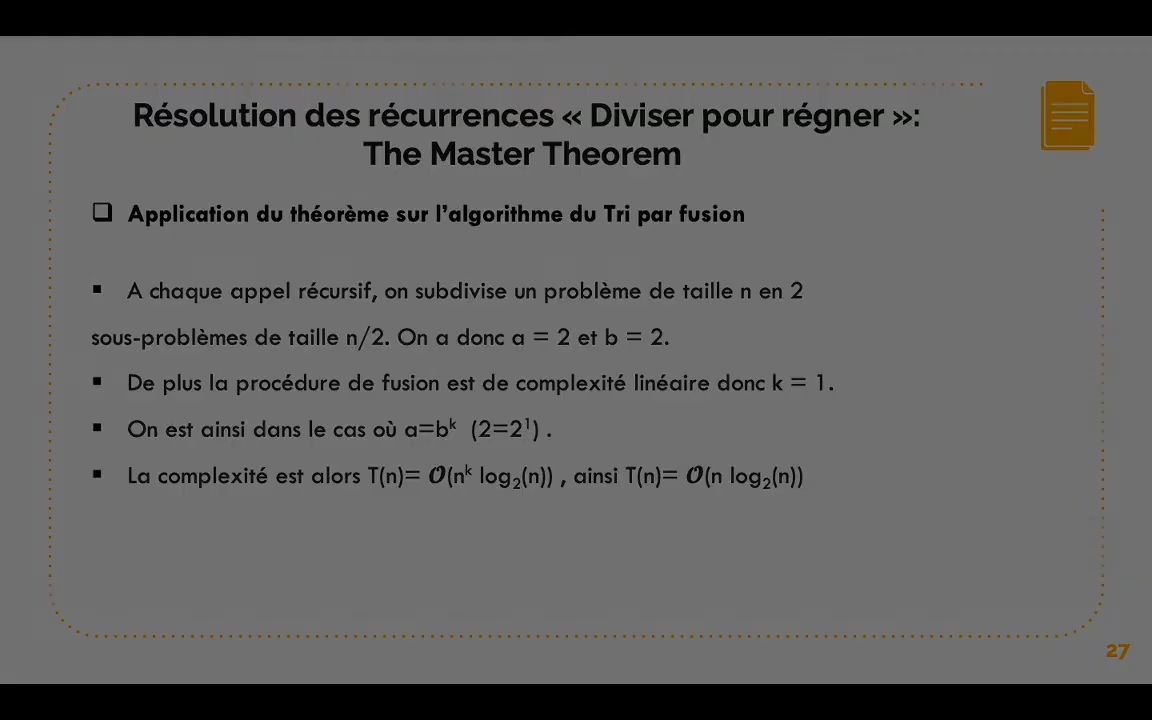 Résolution des récurrences « Diviser pour régner »:
The Master Theorem
❑ Application du théorème sur l’algorithme du Tri par fusion
▪ A chaque appel récursif, on subdivise un problème de taille n en 2
sous-problèmes de taille n/2. On a donc a = 2 et b = 2.
▪ De plus la procédure de fusion est de complexité linéaire donc k = 1.
▪ On est ainsi dans le cas où a=bᵏ (2=2¹) .
▪ La complexité est alors T(n)= 𝓞(nᵏ log₂(n)) , ainsi T(n)= 𝓞(n log₂(n))
27